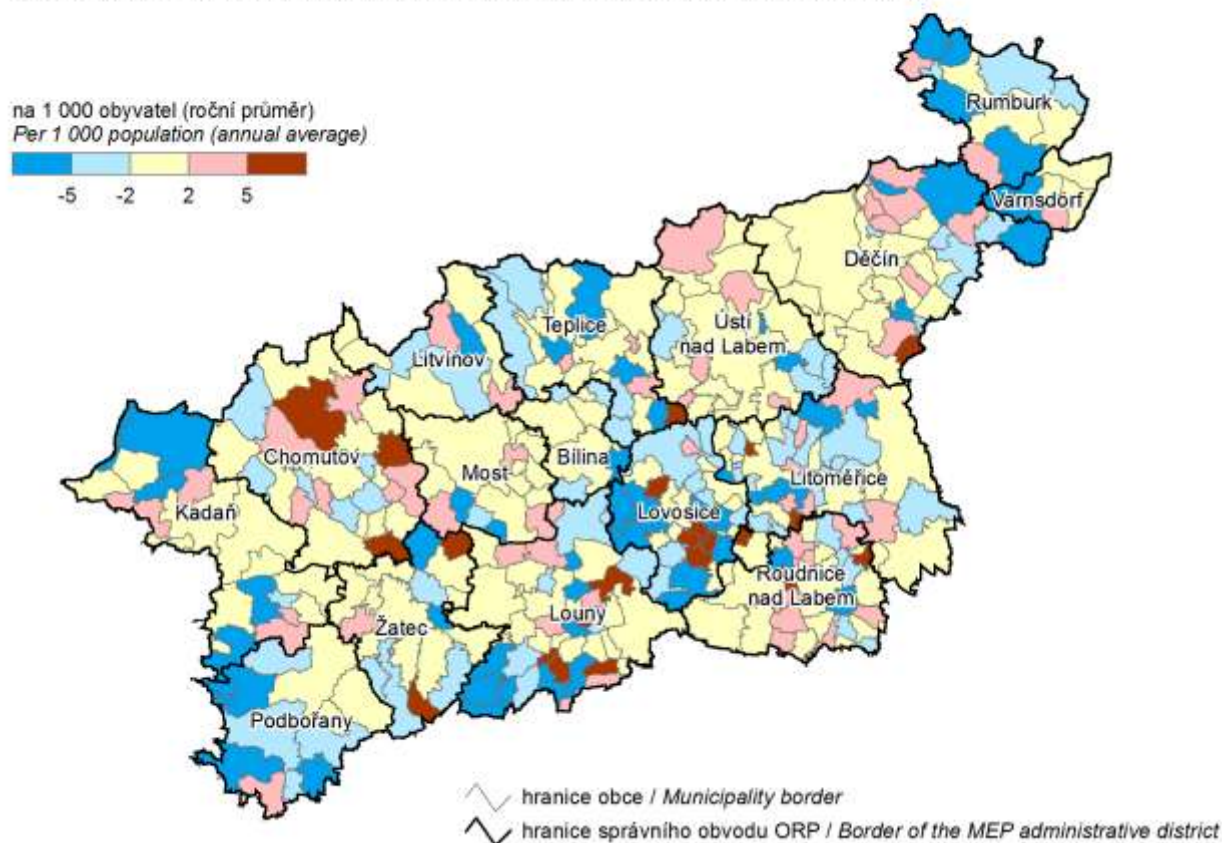 na 1 000 obyvatel (roční průměr)
Per 1 000 population (annual average)
-5 -2 2 5
Rumburk
Varnsdorf
Děčín
Teplice
Ústí
nad Labem
Litvínov
Chomutov
Most
Bílina
Litoměřice
Lovosice
Kadaň
Roudnice
nad Labem
Louny
Žatec
Podbořany
hranice obce / Municipality border
hranice správního obvodu ORP / Border of the MEP administrative district